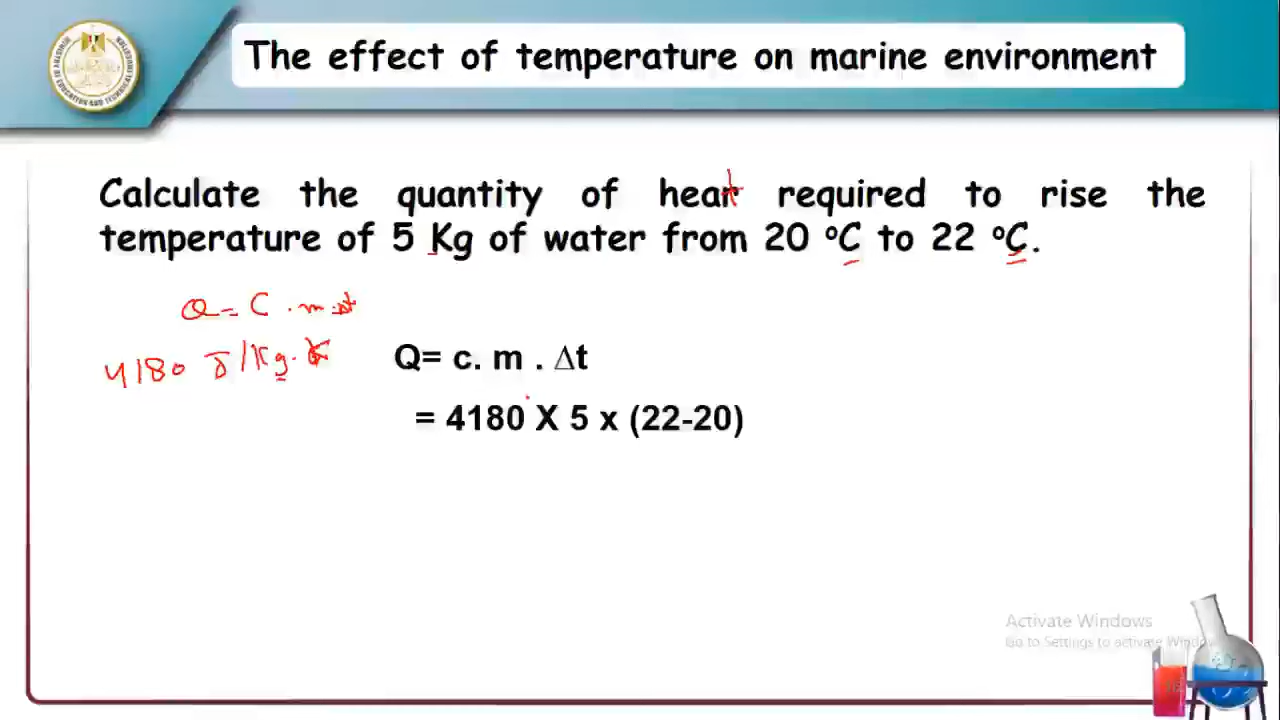 The effect of temperature on marine environment
Calculate the quantity of heat required to rise the
temperature of 5 Kg of water from 20 °C to 22 °C.
Q = C . m . Δt
4180 J/Kg.
Q= c. m . Δt
= 4180 X 5 x (22-20)
Activate Windows
Go to Settings to activate Windows